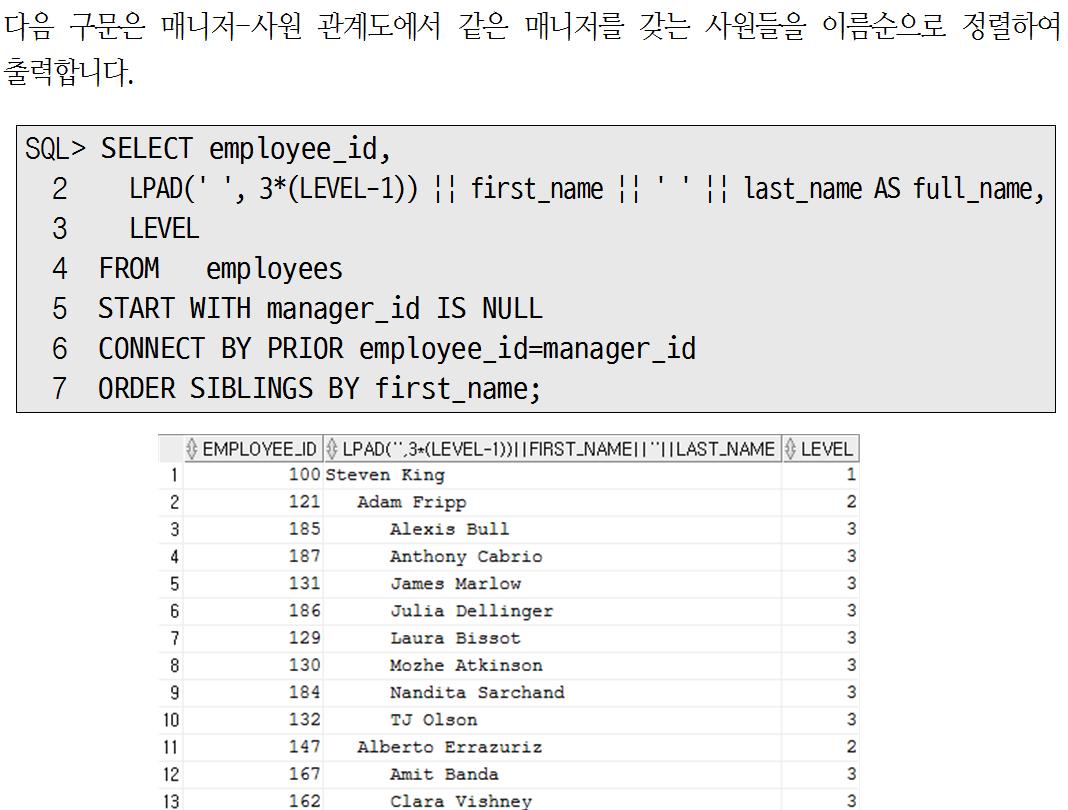 다음 구문은 매니저-사원 관계도에서 같은 매니저를 갖는 사원들을 이름순으로 정렬하여
출력합니다.
SQL> SELECT employee_id,
2 LPAD(' ', 3*(LEVEL-1)) || first_name || ' ' || last_name AS full_name,
3 LEVEL
4 FROM employees
5 START WITH manager_id IS NULL
6 CONNECT BY PRIOR employee_id=manager_id
7 ORDER SIBLINGS BY first_name;
EMPLOYEE_ID LPAD('',3*(LEVEL-1))||FIRST_NAME||''||LAST_NAME LEVEL
1 100 Steven King 1
2 121 Adam Fripp 2
3 185 Alexis Bull 3
4 187 Anthony Cabrio 3
5 131 James Marlow 3
6 186 Julia Dellinger 3
7 129 Laura Bissot 3
8 130 Mozhe Atkinson 3
9 184 Nandita Sarchand 3
10 132 TJ Olson 3
11 147 Alberto Errazuriz 2
12 167 Amit Banda 3
13 162 Clara Vishney 3